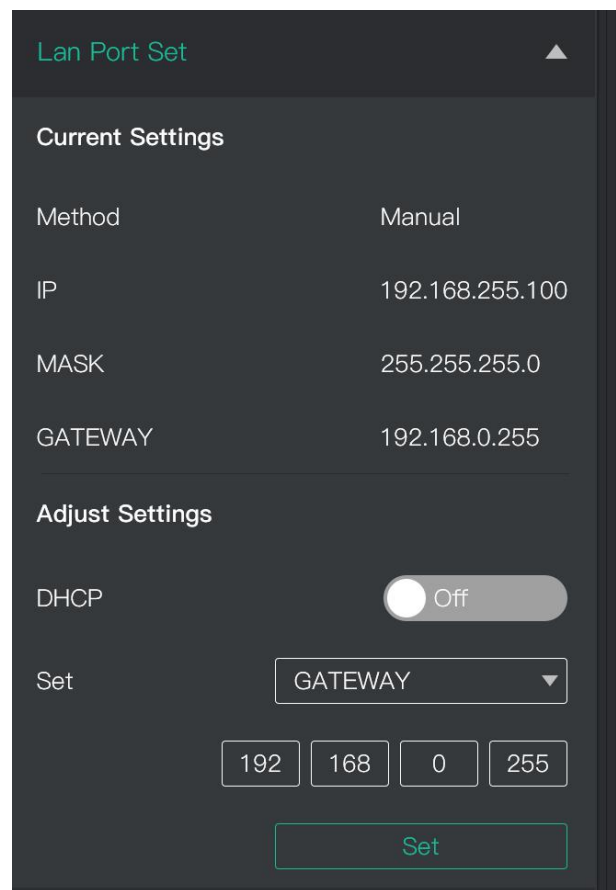 Lan Port Set
Current Settings
Method Manual
IP 192.168.255.100
MASK 255.255.255.0
GATEWAY 192.168.0.255
Adjust Settings
DHCP Off
Set GATEWAY
192 168 0 255
Set